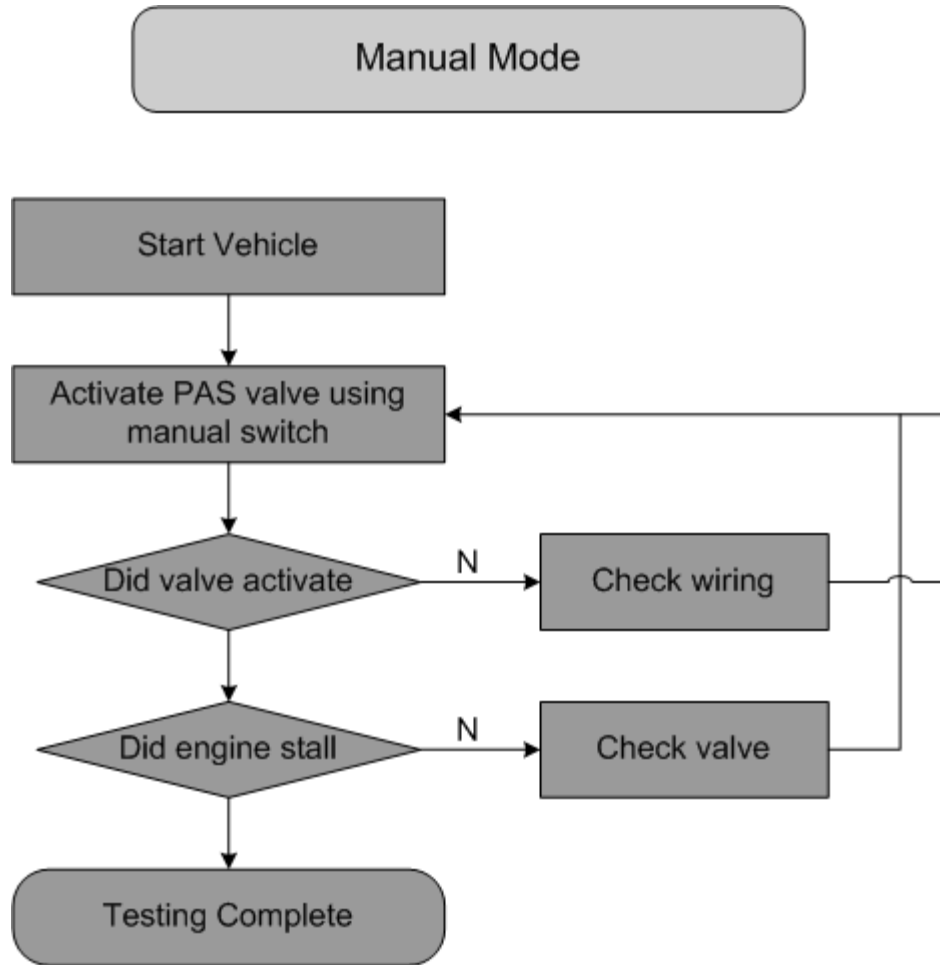 Manual Mode
Start Vehicle
Activate PAS valve using
manual switch
Did valve activate
N
Check wiring
Did engine stall
N
Check valve
Testing Complete